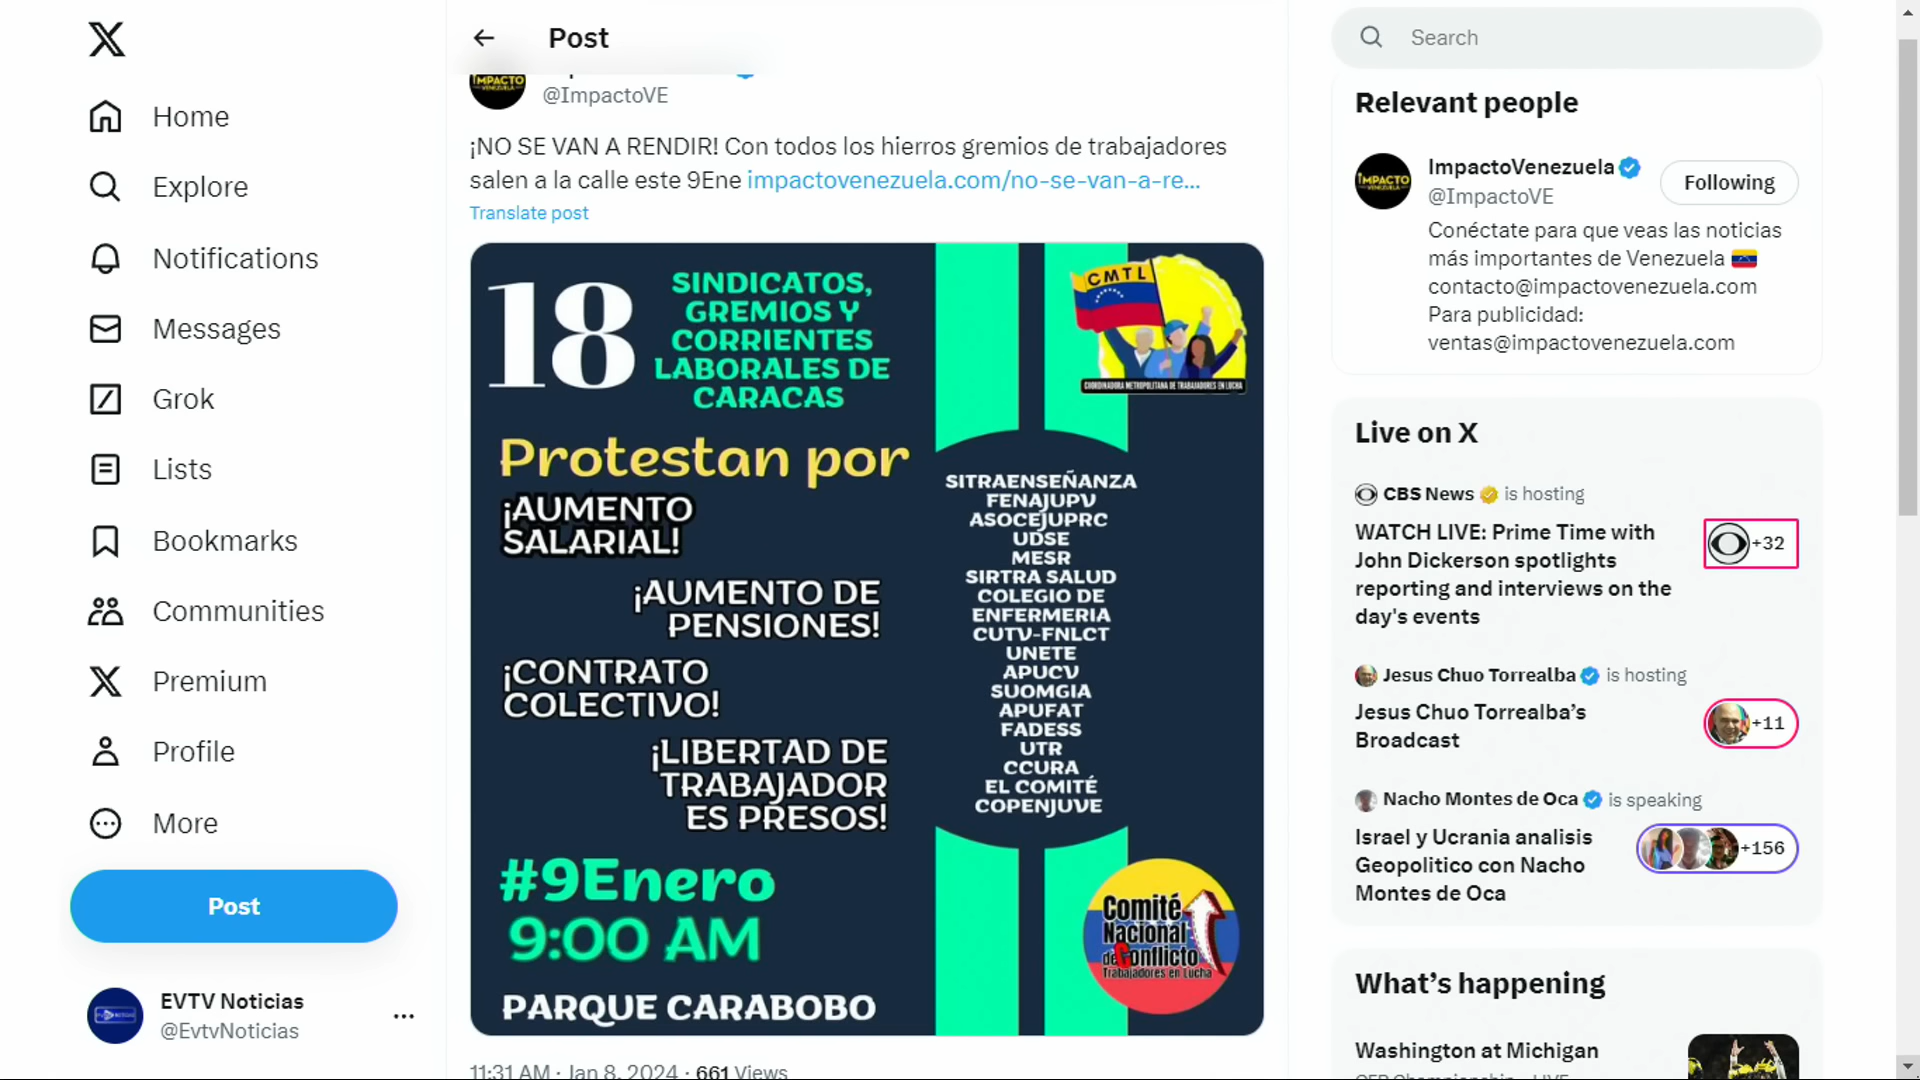 Home
Explore
Notifications
Messages
Grok
Lists
Bookmarks
Communities
Premium
Profile
More
Post
EVTV Noticias
@EvtvNoticias
Post
IMPACTO
VENEZUELA
@ImpactoVE
¡NO SE VAN A RENDIR! Con todos los hierros gremios de trabajadores
salen a la calle este 9Ene impactovenezuela.com/no-se-van-a-re...
Translate post
18
SINDICATOS,
GREMIOS Y
CORRIENTES
LABORALES DE
CARACAS
Protestan por
¡AUMENTO
SALARIAL!
¡AUMENTO DE
PENSIONES!
¡CONTRATO
COLECTIVO!
¡LIBERTAD DE
TRABAJADOR
ES PRESOS!
#9Enero
9:00 AM
PARQUE CARABOBO
CMTL
COORDINADORA METROPOLITANA DE TRABAJADORES EN LUCHA
SITRAENSEÑANZA
FENAJUPV
ASOCEJUPRC
UDSE
MESR
SIRTRA SALUD
COLEGIO DE
ENFERMERIA
CUTV-FNLCT
UNETE
APUCV
SUOMGIA
APUFAT
FADESS
UTR
CCURA
EL COMITÉ
COPENJUVE
Comité
Nacional
de Conflicto
Trabajadores en Lucha
11:31 AM · Jan 8, 2024 · 661 Views
Search
Relevant people
IMPACTO
VENEZUELA
ImpactoVenezuela
@ImpactoVE
Following
Conéctate para que veas las noticias
más importantes de Venezuela
contacto@impactovenezuela.com
Para publicidad:
ventas@impactovenezuela.com
Live on X
CBS News is hosting
WATCH LIVE: Prime Time with
John Dickerson spotlights
reporting and interviews on the
day's events
+32
Jesus Chuo Torrealba is hosting
Jesus Chuo Torrealba’s
Broadcast
+11
Nacho Montes de Oca is speaking
Israel y Ucrania analisis
Geopolitico con Nacho
Montes de Oca
+156
What’s happening
Washington at Michigan